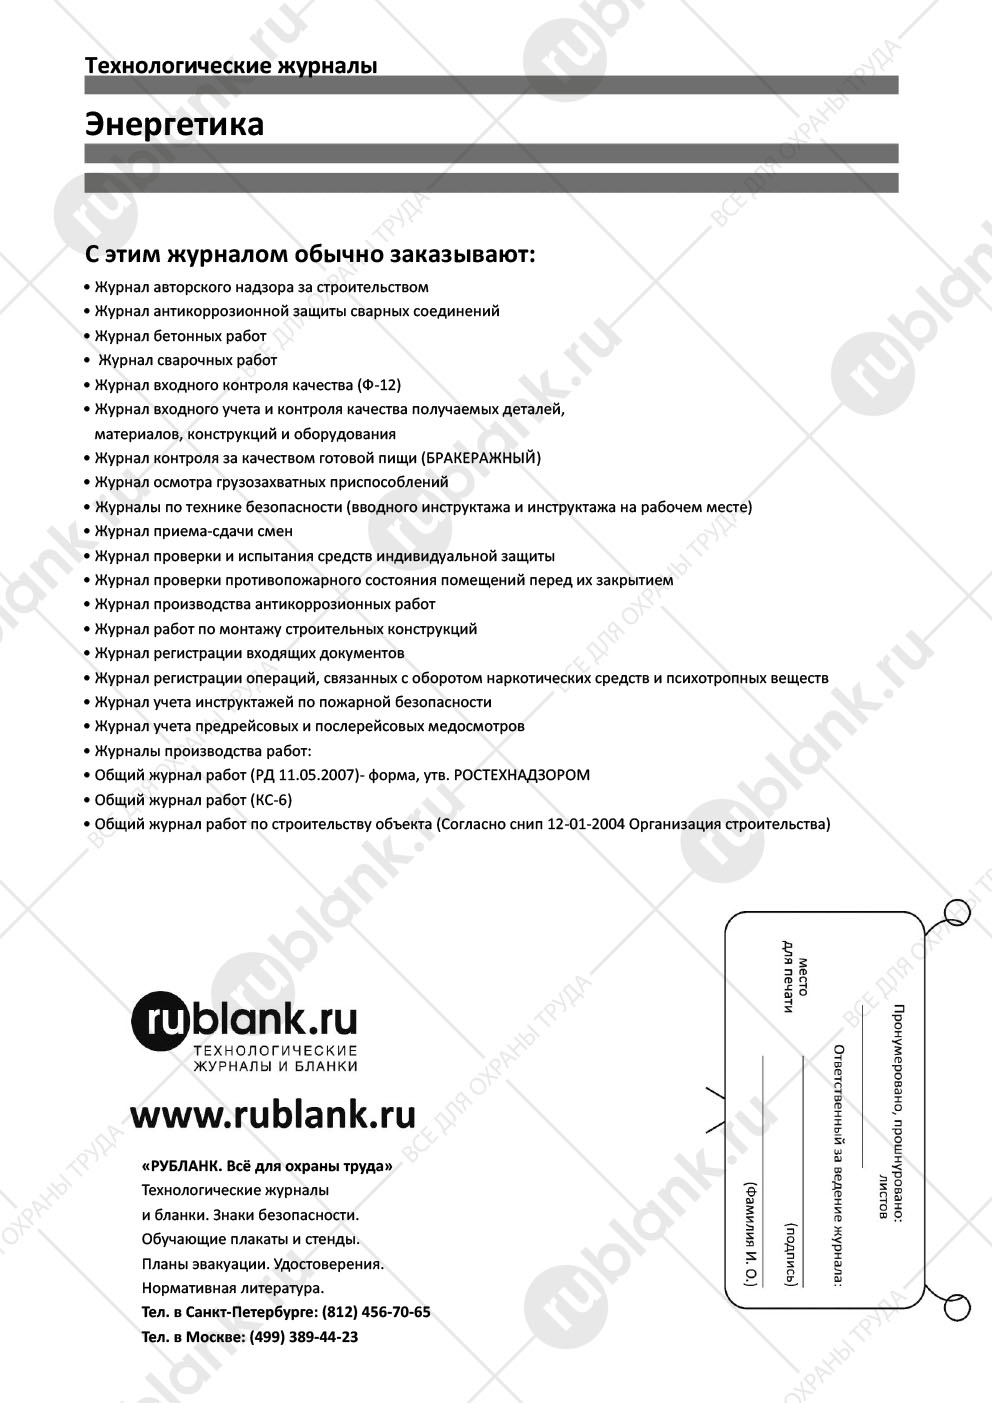 Технологические журналы
Энергетика
С этим журналом обычно заказывают:
• Журнал авторского надзора за строительством
• Журнал антикоррозионной защиты сварных соединений
• Журнал бетонных работ
• Журнал сварочных работ
• Журнал входного контроля качества (Ф-12)
• Журнал входного учета и контроля качества получаемых деталей,
материалов, конструкций и оборудования
• Журнал контроля за качеством готовой пищи (БРАКЕРАЖНЫЙ)
• Журнал осмотра грузозахватных приспособлений
• Журналы по технике безопасности (вводного инструктажа и инструктажа на рабочем месте)
• Журнал приема-сдачи смен
• Журнал проверки и испытания средств индивидуальной защиты
• Журнал проверки противопожарного состояния помещений перед их закрытием
• Журнал производства антикоррозионных работ
• Журнал работ по монтажу строительных конструкций
• Журнал регистрации входящих документов
• Журнал регистрации операций, связанных с оборотом наркотических средств и психотропных веществ
• Журнал учета инструктажей по пожарной безопасности
• Журнал учета предрейсовых и послерейсовых медосмотров
• Журналы производства работ:
• Общий журнал работ (РД 11.05.2007)- форма, утв. РОСТЕХНАДЗОРОМ
• Общий журнал работ (КС-6)
• Общий журнал работ по строительству объекта (Согласно снип 12-01-2004 Организация строительства)
rublank.ru
ТЕХНОЛОГИЧЕСКИЕ
ЖУРНАЛЫ И БЛАНКИ
www.rublank.ru
«РУБЛАНК. Всё для охраны труда»
Технологические журналы
и бланки. Знаки безопасности.
Обучающие плакаты и стенды.
Планы эвакуации. Удостоверения.
Нормативная литература.
Тел. в Санкт-Петербурге: (812) 456-70-65
Тел. в Москве: (499) 389-44-23
Пронумеровано, прошнуровано:
листов
Ответственный за ведение журнала:
место
для печати
(подпись)
(Фамилия И. О.)
rublank.ru
ВСЕ ДЛЯ ОХРАНЫ ТРУДА